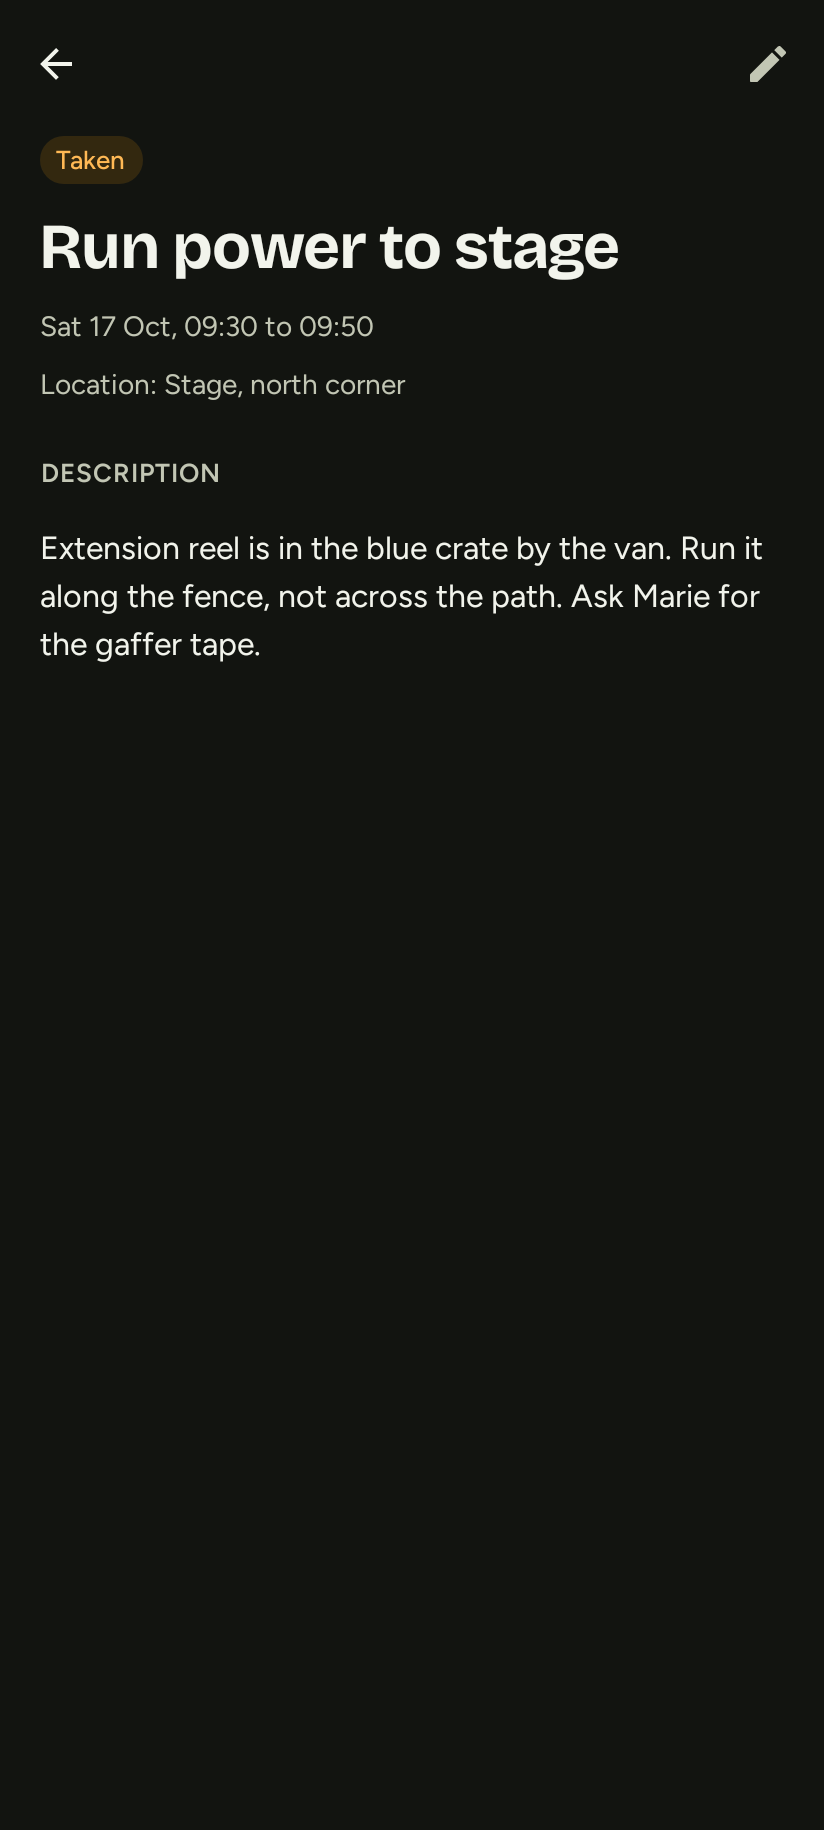 Taken
Run power to stage
Sat 17 Oct, 09:30 to 09:50
Location: Stage, north corner
DESCRIPTION
Extension reel is in the blue crate by the van. Run it
along the fence, not across the path. Ask Marie for
the gaffer tape.